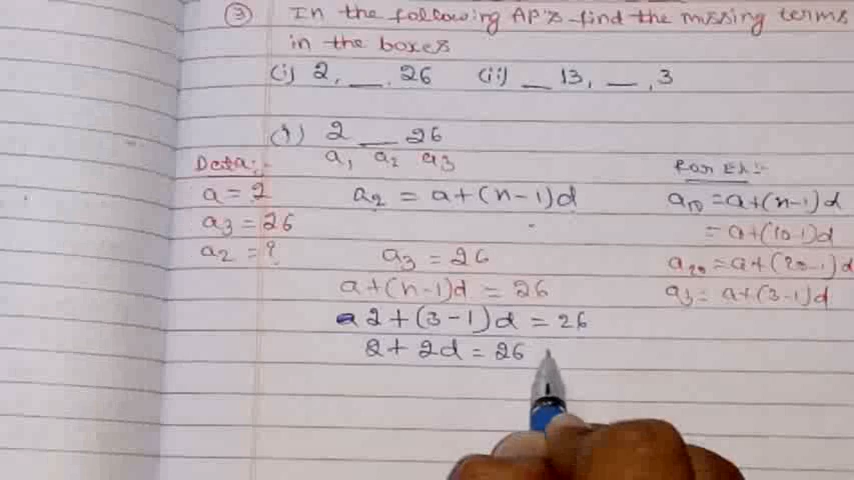 ③ In the following AP's find the missing terms
in the boxes
(i) 2, __, 26 (ii) __ 13, __, 3
(i) 2 __ 26
a₁ a₂ a₃
Data:-
a = 2
a₃ = 26
a₂ = ?
a₂ = a+(n-1)d
a₃ = 26
a+(n-1)d = 26
2+(3-1)d = 26
2+2d = 26
For Ex:-
a₁₀ = a+(n-1)d
= a+(10-1)d
a₂₀ = a+(20-1)d
a₃ = a+(3-1)d